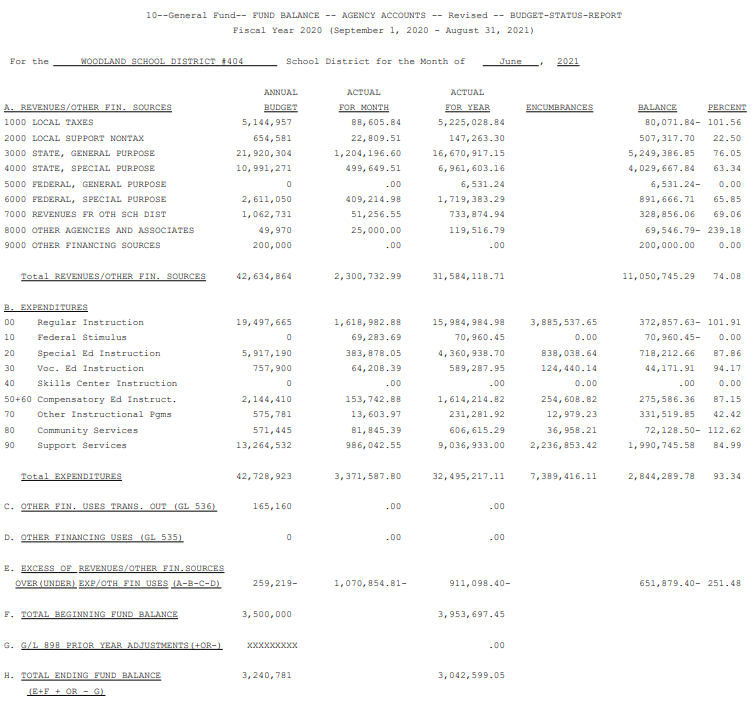 10--General Fund-- FUND BALANCE -- AGENCY ACCOUNTS -- Revised -- BUDGET-STATUS-REPORT
Fiscal Year 2020 (September 1, 2020 - August 31, 2021)
For the WOODLAND SCHOOL DISTRICT #404 School District for the Month of June , 2021
ANNUAL ACTUAL ACTUAL
A. REVENUES/OTHER FIN. SOURCES BUDGET FOR MONTH FOR YEAR ENCUMBRANCES BALANCE PERCENT
1000 LOCAL TAXES 5,144,957 88,605.84 5,225,028.84 80,071.84- 101.56
2000 LOCAL SUPPORT NONTAX 654,581 22,809.51 147,263.30 507,317.70 22.50
3000 STATE, GENERAL PURPOSE 21,920,304 1,204,196.60 16,670,917.15 5,249,386.85 76.05
4000 STATE, SPECIAL PURPOSE 10,991,271 499,649.51 6,961,603.16 4,029,667.84 63.34
5000 FEDERAL, GENERAL PURPOSE 0 .00 6,531.24 6,531.24- 0.00
6000 FEDERAL, SPECIAL PURPOSE 2,611,050 409,214.98 1,719,383.29 891,666.71 65.85
7000 REVENUES FR OTH SCH DIST 1,062,731 51,256.55 733,874.94 328,856.06 69.06
8000 OTHER AGENCIES AND ASSOCIATES 49,970 25,000.00 119,516.79 69,546.79- 239.18
9000 OTHER FINANCING SOURCES 200,000 .00 .00 200,000.00 0.00
Total REVENUES/OTHER FIN. SOURCES 42,634,864 2,300,732.99 31,584,118.71 11,050,745.29 74.08
B. EXPENDITURES
00 Regular Instruction 19,497,665 1,618,982.88 15,984,984.98 3,885,537.65 372,857.63- 101.91
10 Federal Stimulus 0 69,283.69 70,960.45 0.00 70,960.45- 0.00
20 Special Ed Instruction 5,917,190 383,878.05 4,360,938.70 838,038.64 718,212.66 87.86
30 Voc. Ed Instruction 757,900 64,208.39 589,287.95 124,440.14 44,171.91 94.17
40 Skills Center Instruction 0 .00 .00 0.00 .00 0.00
50+60 Compensatory Ed Instruct. 2,144,410 153,742.88 1,614,214.82 254,608.82 275,586.36 87.15
70 Other Instructional Pgms 575,781 13,603.97 231,281.92 12,979.23 331,519.85 42.42
80 Community Services 571,445 81,845.39 606,615.29 36,958.21 72,128.50- 112.62
90 Support Services 13,264,532 986,042.55 9,036,933.00 2,236,853.42 1,990,745.58 84.99
Total EXPENDITURES 42,728,923 3,371,587.80 32,495,217.11 7,389,416.11 2,844,289.78 93.34
C. OTHER FIN. USES TRANS. OUT (GL 536) 165,160 .00 .00
D. OTHER FINANCING USES (GL 535) 0 .00 .00
E. EXCESS OF REVENUES/OTHER FIN.SOURCES
OVER(UNDER) EXP/OTH FIN USES (A-B-C-D) 259,219- 1,070,854.81- 911,098.40- 651,879.40- 251.48
F. TOTAL BEGINNING FUND BALANCE 3,500,000 3,953,697.45
G. G/L 898 PRIOR YEAR ADJUSTMENTS(+OR-) XXXXXXXXX .00
H. TOTAL ENDING FUND BALANCE 3,240,781 3,042,599.05
(E+F + OR - G)